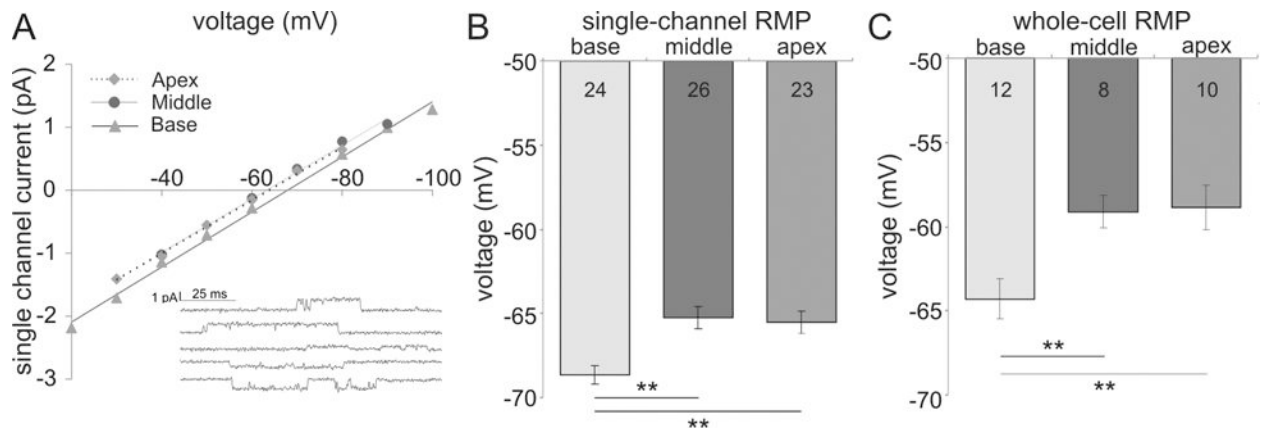 A
voltage (mV)
single channel current (pA)
2
1
0
-1
-2
-3
-40
-60
-80
-100
Apex
Middle
Base
1 pA
25 ms
B
single-channel RMP
base middle apex
voltage (mV)
-50
-55
-60
-65
-70
24 26 23
**
**
C
whole-cell RMP
base middle apex
voltage (mV)
-50
-55
-60
-65
-70
12 8 10
**
**